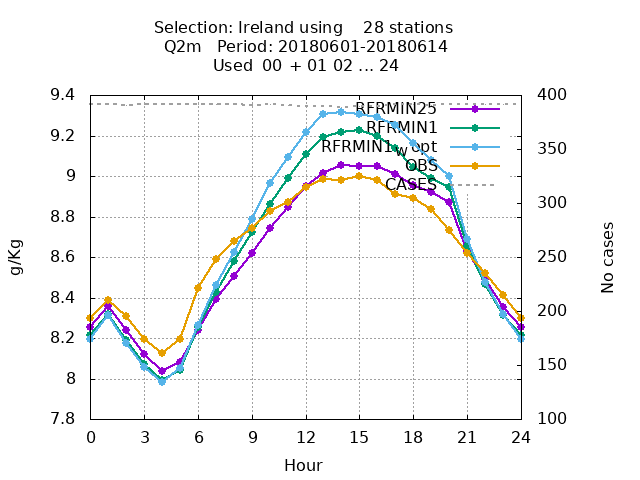 Selection: Ireland using 28 stations
Q2m Period: 20180601-20180614
Used 00 + 01 02 ... 24
9.4
9.2
9
8.8
8.6
8.4
8.2
8
7.8
g/Kg
400
350
300
250
200
150
100
No cases
RFRMIN25
RFRMIN1
RFRMIN1w opt
OBS
CASES
0 3 6 9 12 15 18 21 24
Hour